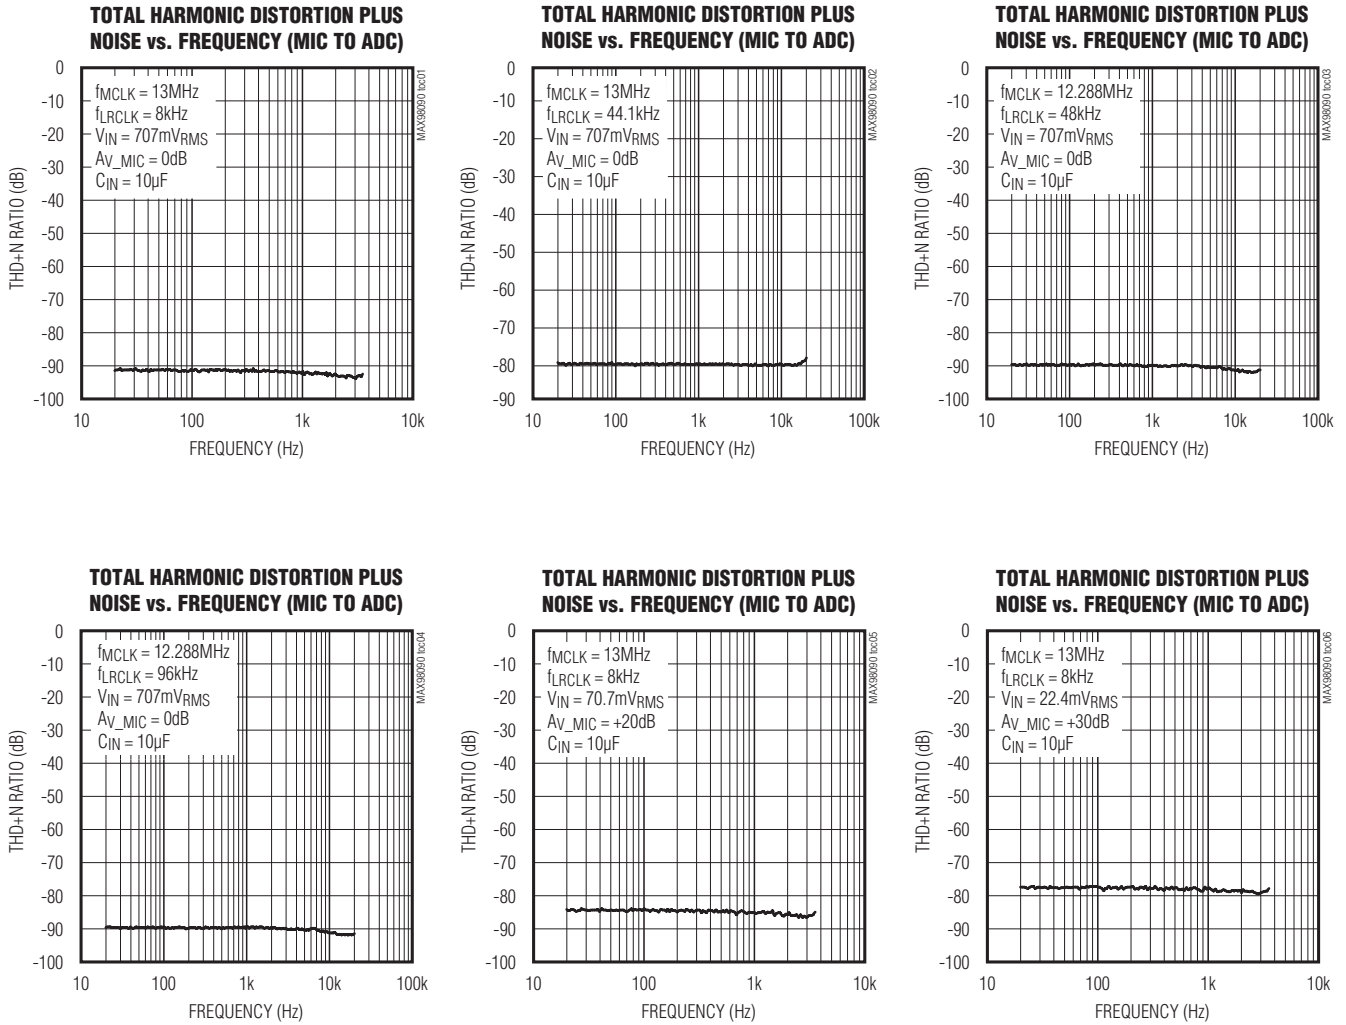 TOTAL HARMONIC DISTORTION PLUS
NOISE vs. FREQUENCY (MIC TO ADC)
MAX98090 toc01
fMCLK = 13MHz
fLRCLK = 8kHz
VIN = 707mVRMS
AV_MIC = 0dB
CIN = 10µF
THD+N RATIO (dB)
0
-10
-20
-30
-40
-50
-60
-70
-80
-90
-100
10 100 1k 10k
FREQUENCY (Hz)
TOTAL HARMONIC DISTORTION PLUS
NOISE vs. FREQUENCY (MIC TO ADC)
MAX98090 toc02
fMCLK = 13MHz
fLRCLK = 44.1kHz
VIN = 707mVRMS
AV_MIC = 0dB
CIN = 10µF
THD+N RATIO (dB)
0
-10
-20
-30
-40
-50
-60
-70
-80
-90
10 100 1k 10k 100k
FREQUENCY (Hz)
TOTAL HARMONIC DISTORTION PLUS
NOISE vs. FREQUENCY (MIC TO ADC)
MAX98090 toc03
fMCLK = 12.288MHz
fLRCLK = 48kHz
VIN = 707mVRMS
AV_MIC = 0dB
CIN = 10µF
THD+N RATIO (dB)
0
-10
-20
-30
-40
-50
-60
-70
-80
-90
-100
10 100 1k 10k 100k
FREQUENCY (Hz)
TOTAL HARMONIC DISTORTION PLUS
NOISE vs. FREQUENCY (MIC TO ADC)
MAX98090 toc04
fMCLK = 12.288MHz
fLRCLK = 96kHz
VIN = 707mVRMS
AV_MIC = 0dB
CIN = 10µF
THD+N RATIO (dB)
0
-10
-20
-30
-40
-50
-60
-70
-80
-90
-100
10 100 1k 10k 100k
FREQUENCY (Hz)
TOTAL HARMONIC DISTORTION PLUS
NOISE vs. FREQUENCY (MIC TO ADC)
MAX98090 toc05
fMCLK = 13MHz
fLRCLK = 8kHz
VIN = 70.7mVRMS
AV_MIC = +20dB
CIN = 10µF
THD+N RATIO (dB)
0
-10
-20
-30
-40
-50
-60
-70
-80
-90
-100
10 100 1k 10k
FREQUENCY (Hz)
TOTAL HARMONIC DISTORTION PLUS
NOISE vs. FREQUENCY (MIC TO ADC)
MAX98090 toc06
fMCLK = 13MHz
fLRCLK = 8kHz
VIN = 22.4mVRMS
AV_MIC = +30dB
CIN = 10µF
THD+N RATIO (dB)
0
-10
-20
-30
-40
-50
-60
-70
-80
-90
-100
10 100 1k 10k
FREQUENCY (Hz)